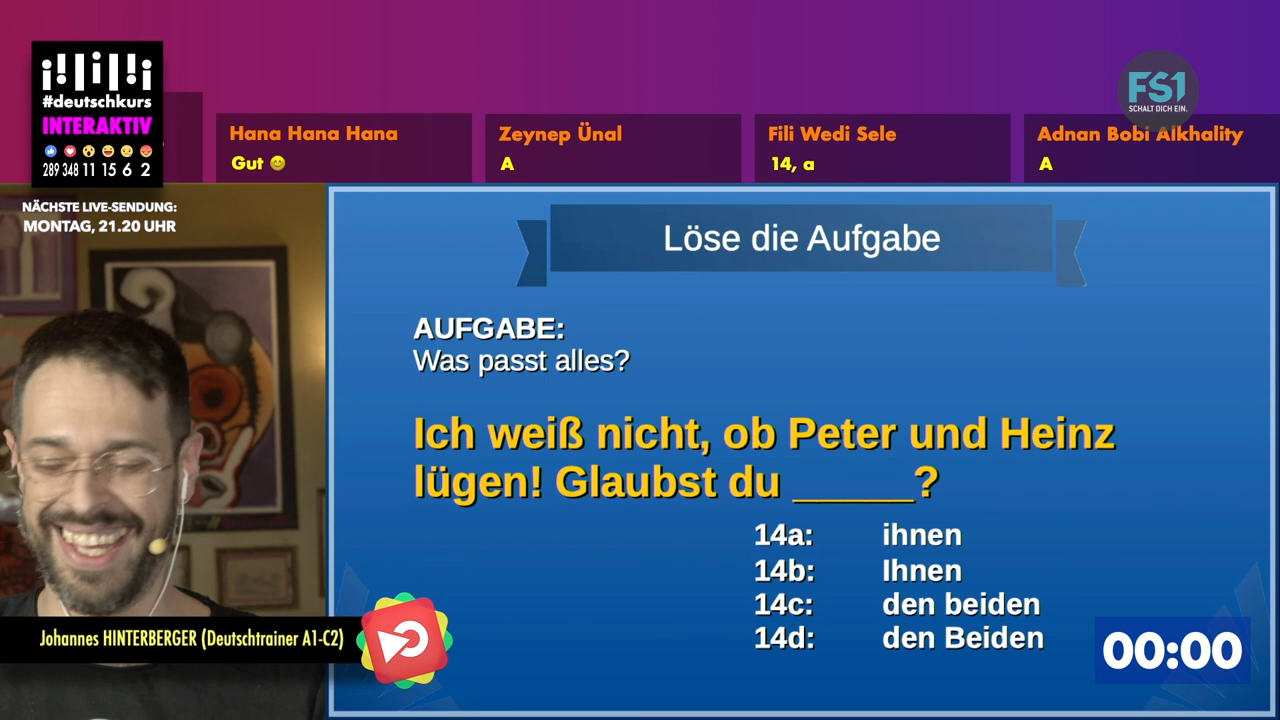 #deutschkurs
INTERAKTIV
289 348 11 15 6 2
NÄCHSTE LIVE-SENDUNG:
MONTAG, 21.20 UHR
Hana Hana Hana
Gut 😊
Zeynep Ünal
A
Fili Wedi Sele
14, a
Adnan Bobi Alkhality
A
FS1
SCHALT DICH EIN.
Löse die Aufgabe
AUFGABE:
Was passt alles?
Ich weiß nicht, ob Peter und Heinz
lügen! Glaubst du _____?
14a: ihnen
14b: Ihnen
14c: den beiden
14d: den Beiden
Johannes HINTERBERGER (Deutschtrainer A1-C2)
00:00